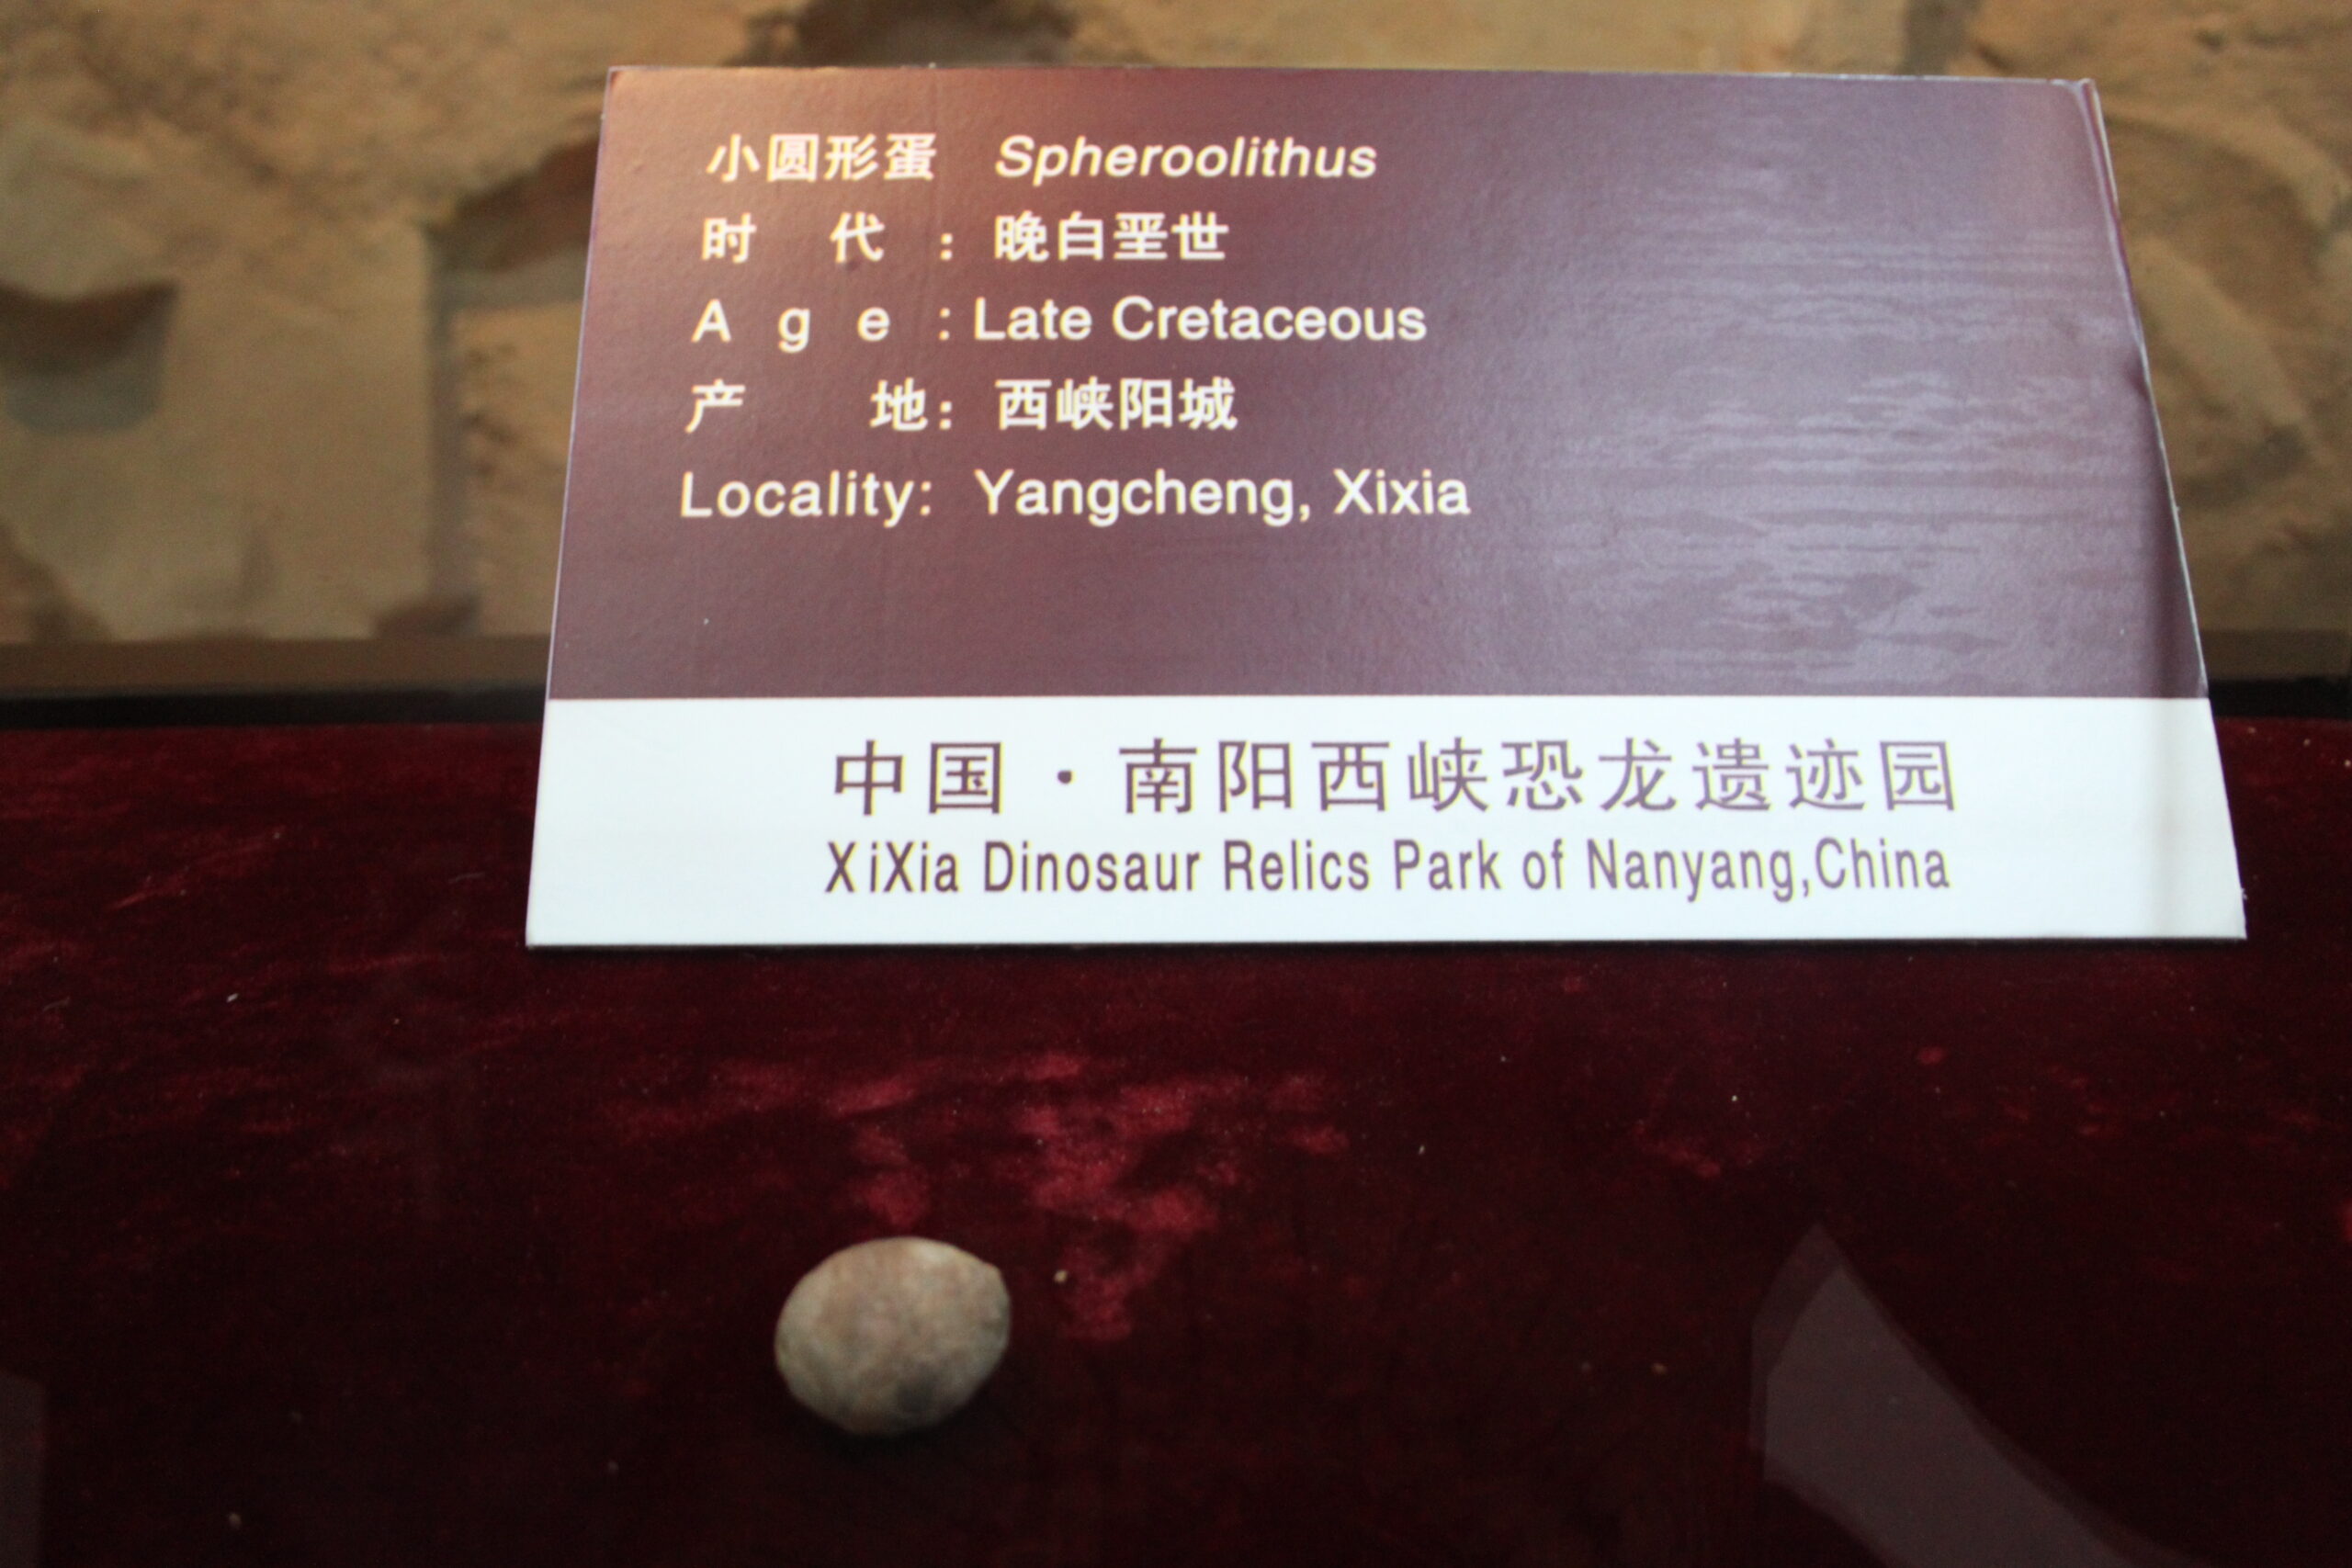 小圆形蛋 Spheroolithus
时 代 : 晚白垩世
A g e : Late Cretaceous
产 地: 西峡阳城
Locality: Yangcheng, Xixia
中国·南阳西峡恐龙遗迹园
XiXia Dinosaur Relics Park of Nanyang,China